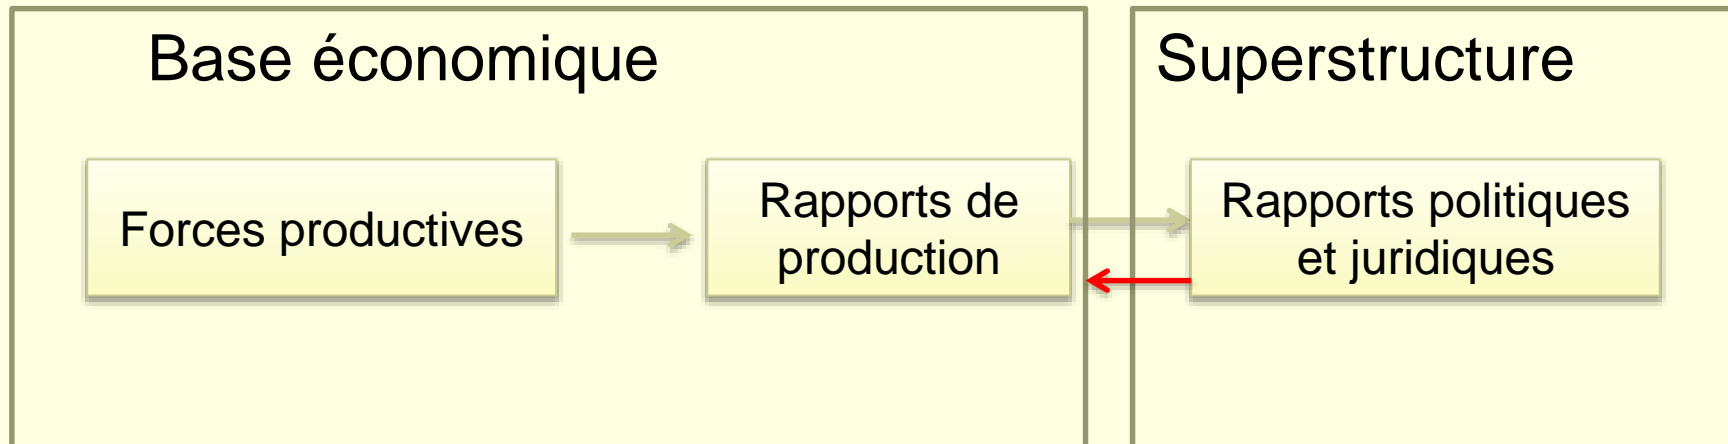 Base économique
Superstructure
Forces productives
Rapports de
production
Rapports politiques
et juridiques